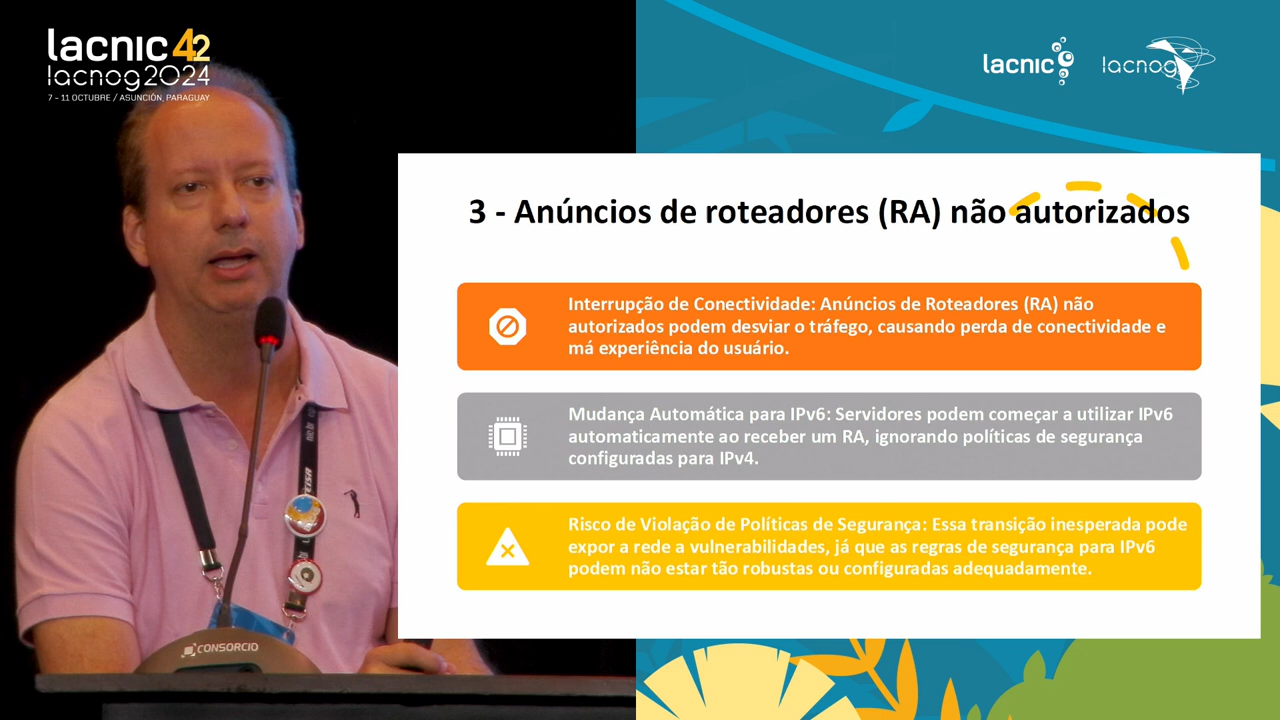 lacnic 42
lacnog2024
7 - 11 OCTUBRE / ASUNCIÓN, PARAGUAY
lacnic
lacnog
3 - Anúncios de roteadores (RA) não autorizados
Interrupção de Conectividade: Anúncios de Roteadores (RA) não
autorizados podem desviar o tráfego, causando perda de conectividade e
má experiência do usuário.
Mudança Automática para IPv6: Servidores podem começar a utilizar IPv6
automaticamente ao receber um RA, ignorando políticas de segurança
configuradas para IPv4.
Risco de Violação de Políticas de Segurança: Essa transição inesperada pode
expor a rede a vulnerabilidades, já que as regras de segurança para IPv6
podem não estar tão robustas ou configuradas adequadamente.
CONSORCIO